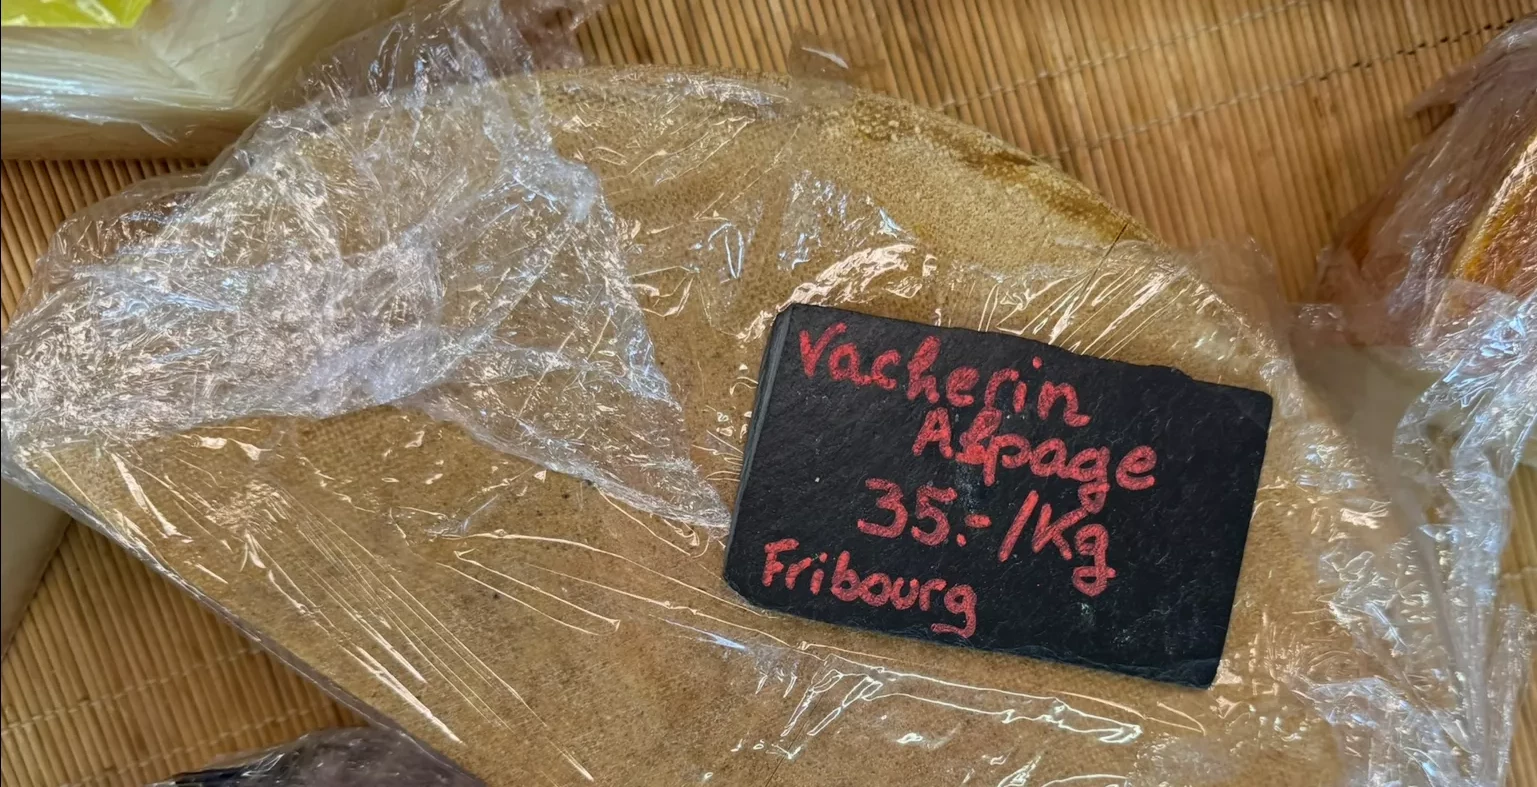 Vacherin
Alpage
35.-/Kg
Fribourg